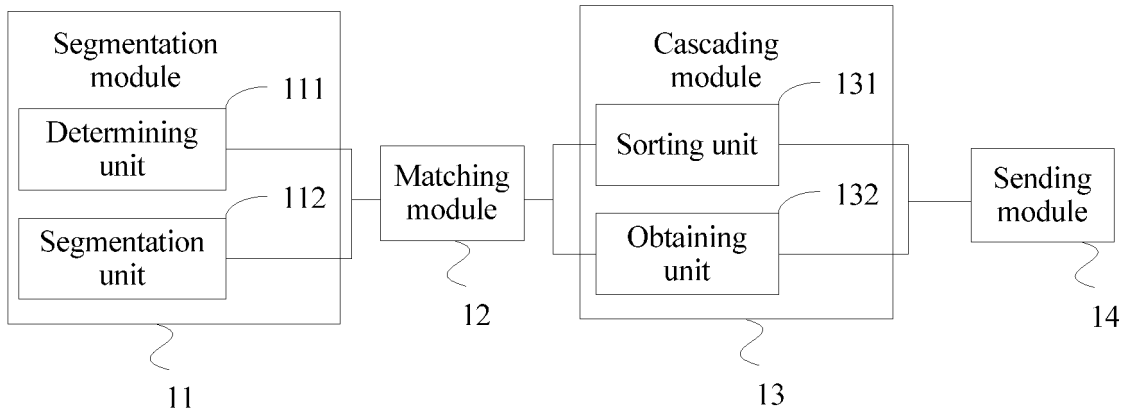 Segmentation
module
111
Determining
unit
112
Segmentation
unit
11
Matching
module
12
Cascading
module
131
Sorting unit
132
Obtaining
unit
13
Sending
module
14